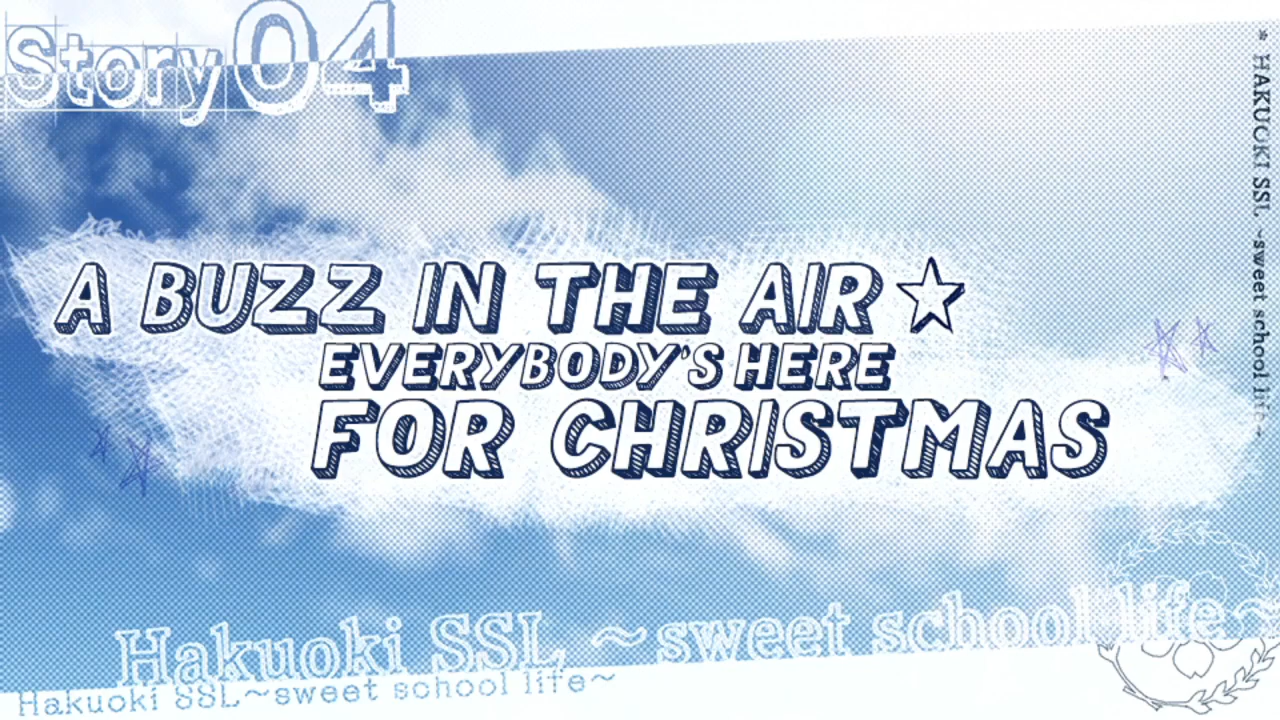 Story 04
* HAKUOKI SSL ~sweet school life~
A BUZZ IN THE AIR☆
EVERYBODY'S HERE
FOR CHRISTMAS
Hakuoki SSL ~sweet school life~
Hakuoki SSL~sweet school life~